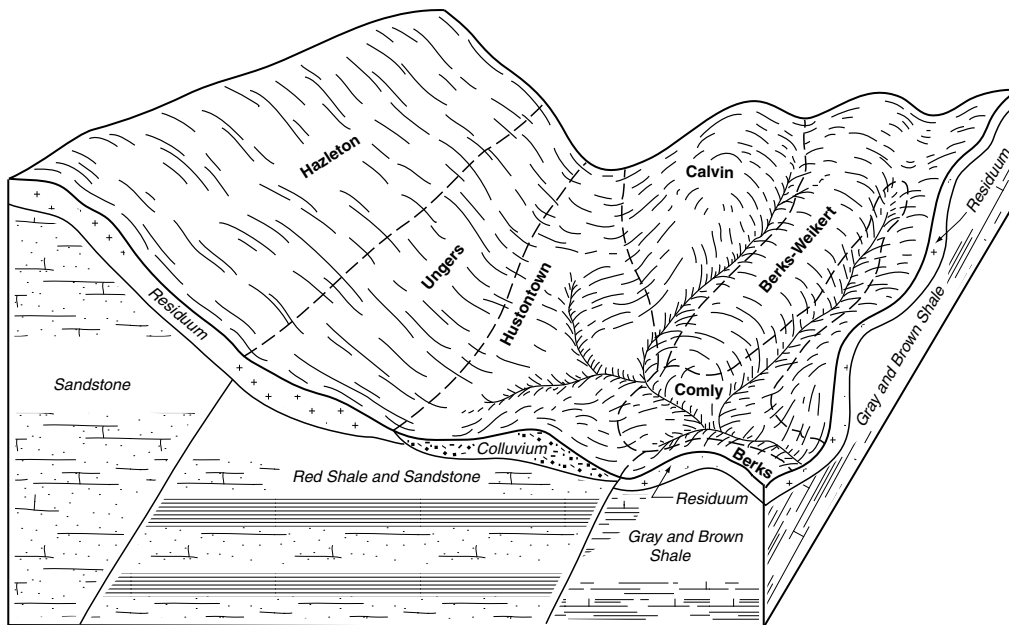 Hazleton
Ungers
Hustontown
Calvin
Berks-Weikert
Comly
Berks
Residuum
Residuum
Gray and Brown Shale
Residuum
Sandstone
Colluvium
Red Shale and Sandstone
Gray and Brown
Shale